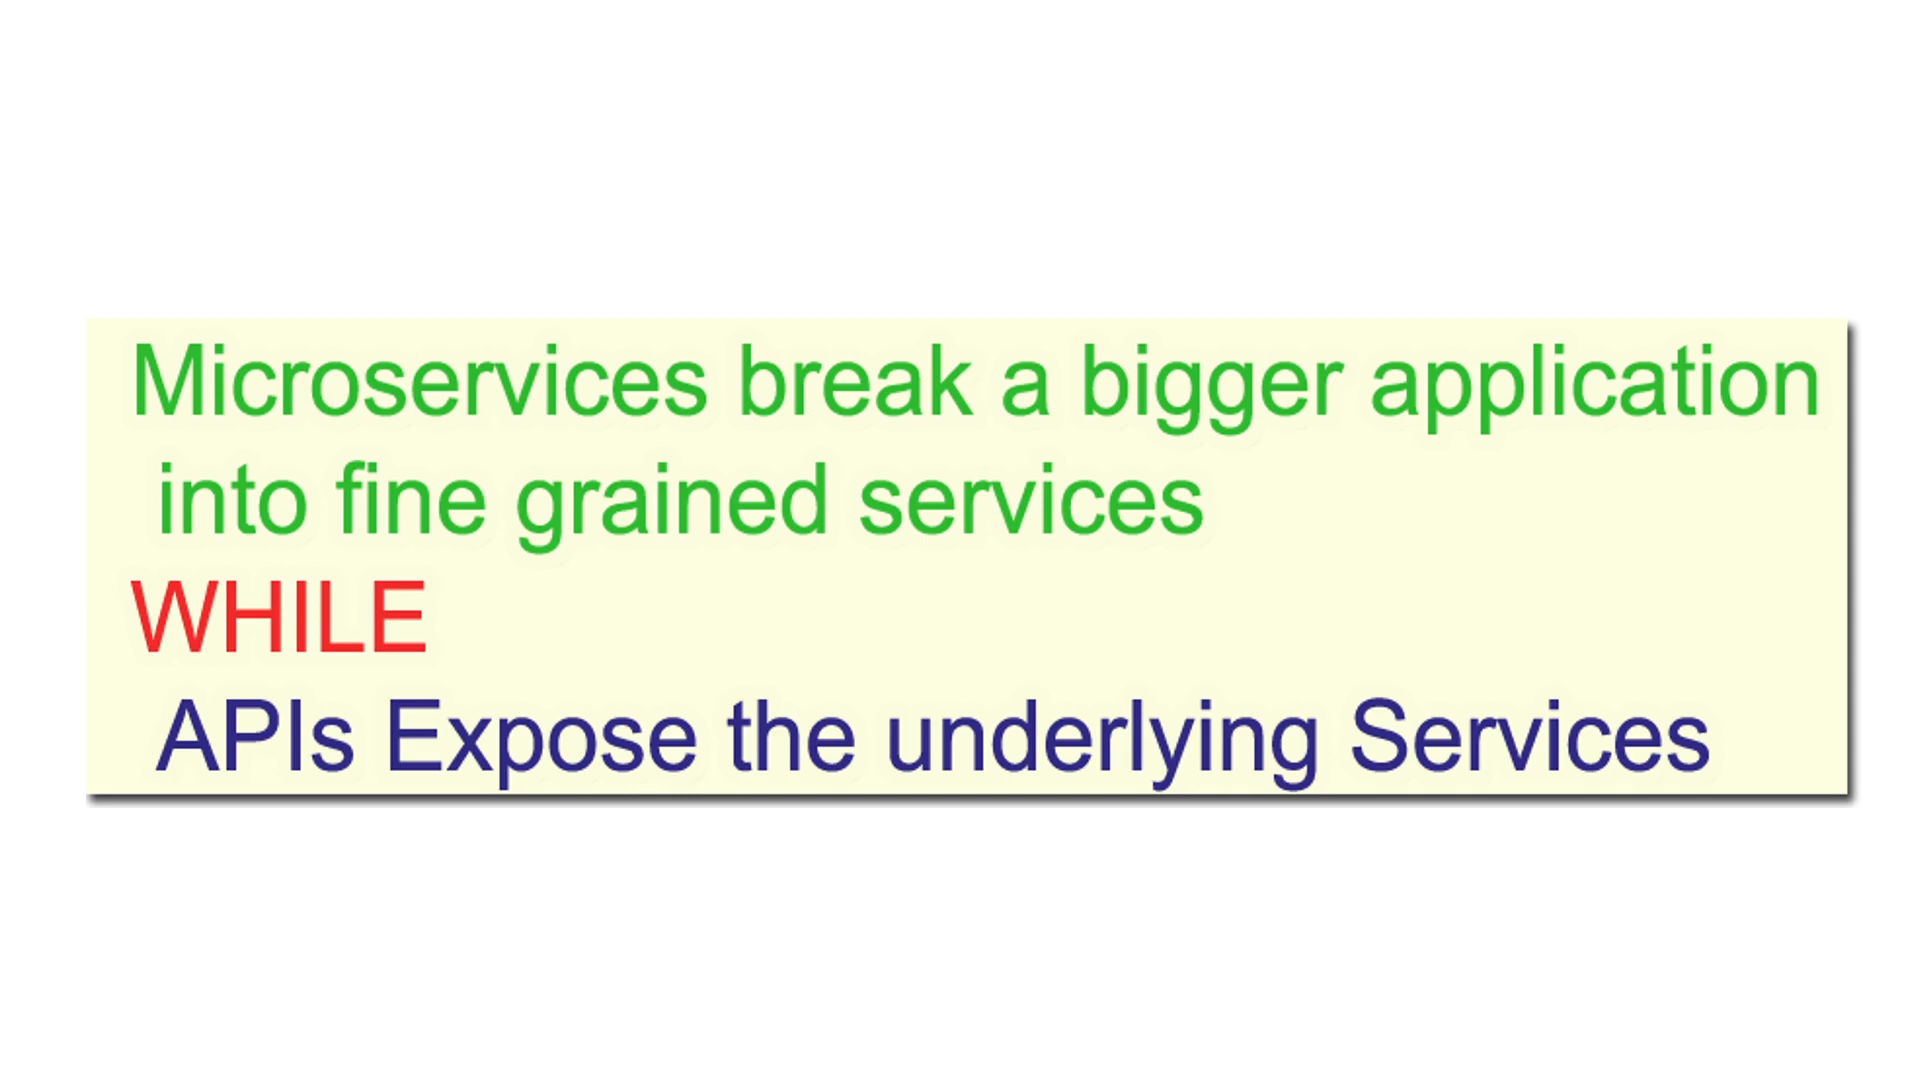 Microservices break a bigger application
into fine grained services
WHILE
APIs Expose the underlying Services